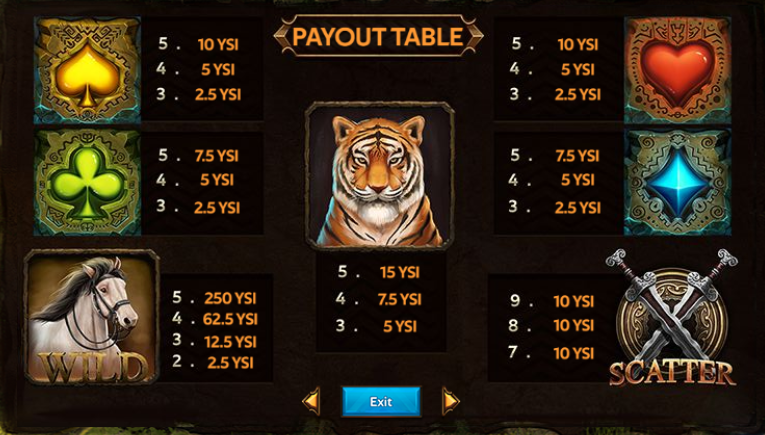 PAYOUT TABLE
5 . 10 YSI
4 . 5 YSI
3 . 2.5 YSI
5 . 10 YSI
4 . 5 YSI
3 . 2.5 YSI
5 . 7.5 YSI
4 . 5 YSI
3 . 2.5 YSI
5 . 7.5 YSI
4 . 5 YSI
3 . 2.5 YSI
WILD
5 . 250 YSI
4 . 62.5 YSI
3 . 12.5 YSI
2 . 2.5 YSI
5 . 15 YSI
4 . 7.5 YSI
3 . 5 YSI
9 . 10 YSI
8 . 10 YSI
7 . 10 YSI
SCATTER
Exit